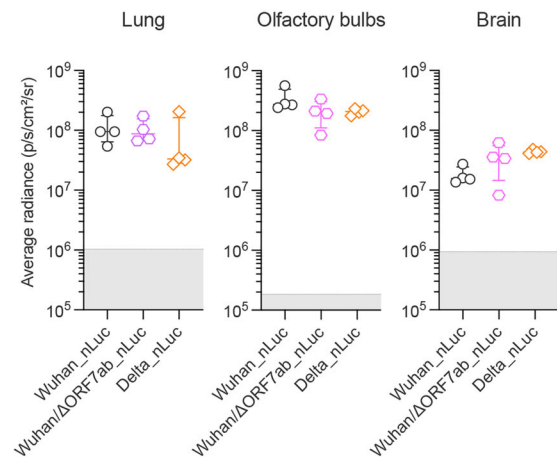 Lung
Olfactory bulbs
Brain
Average radiance (p/s/cm²/sr)
10⁹
10⁸
10⁷
10⁶
10⁵
Wuhan_nLuc
Wuhan/ΔORF7ab_nLuc
Delta_nLuc
10⁹
10⁸
10⁷
10⁶
10⁵
Wuhan_nLuc
Wuhan/ΔORF7ab_nLuc
Delta_nLuc
10⁹
10⁸
10⁷
10⁶
10⁵
Wuhan_nLuc
Wuhan/ΔORF7ab_nLuc
Delta_nLuc